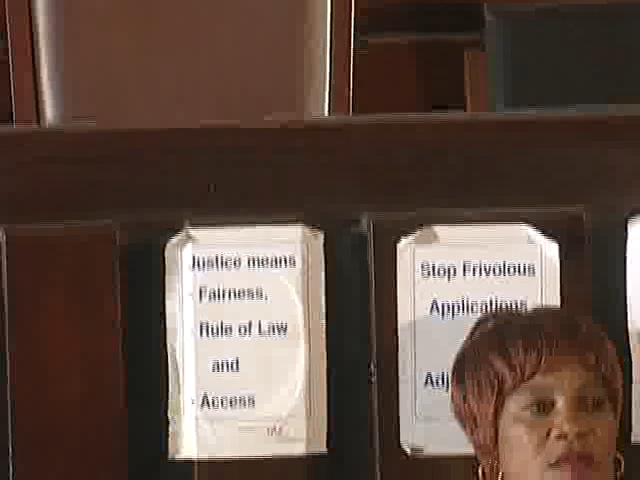 Justice means
Fairness,
Rule of Law
and
Access
Stop Frivolous
Applications